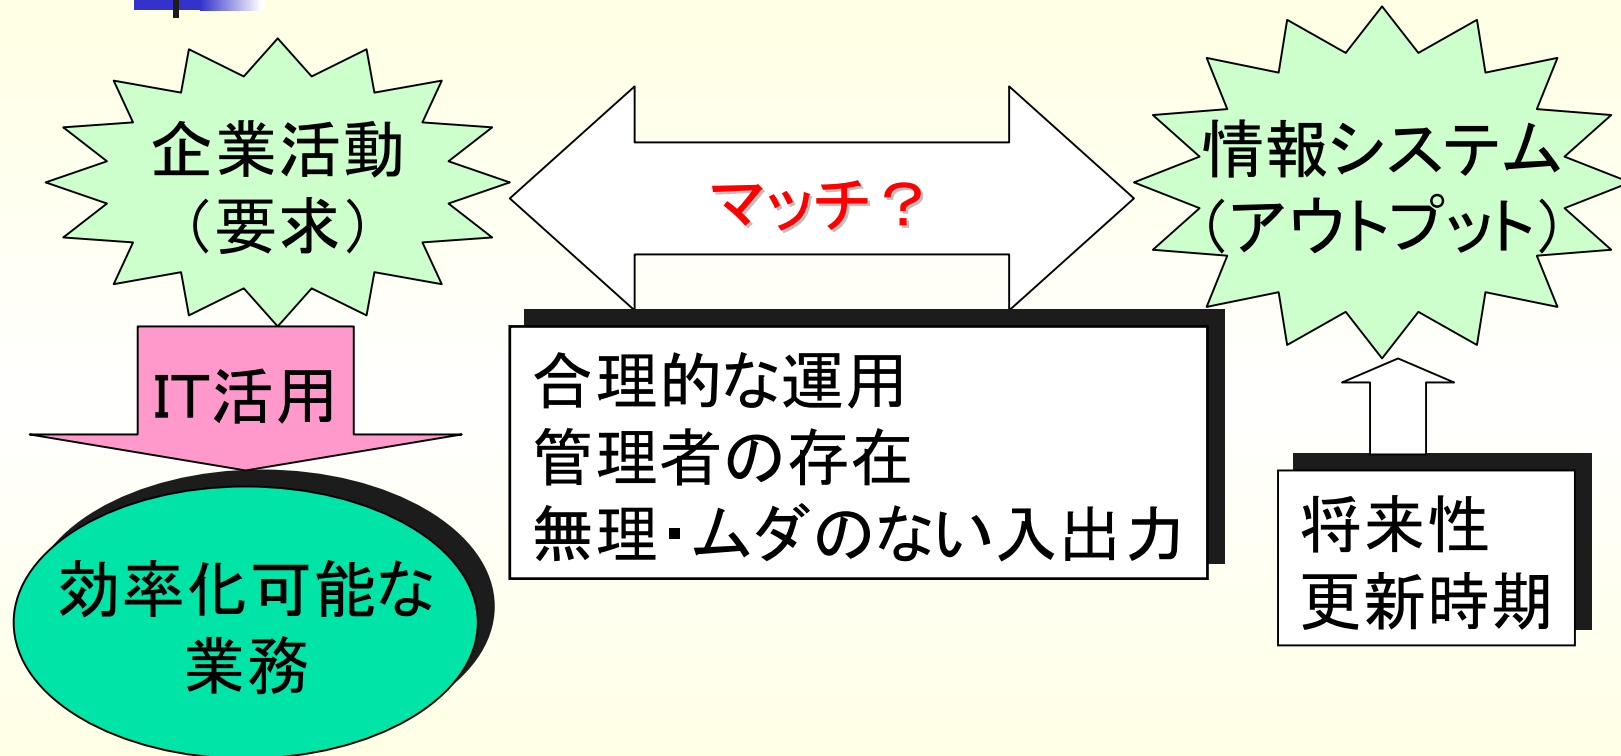 企業活動
（要求）
マッチ？
情報システム
（アウトプット）
IT活用
合理的な運用
管理者の存在
無理・ムダのない入出力
効率化可能な
業務
将来性
更新時期